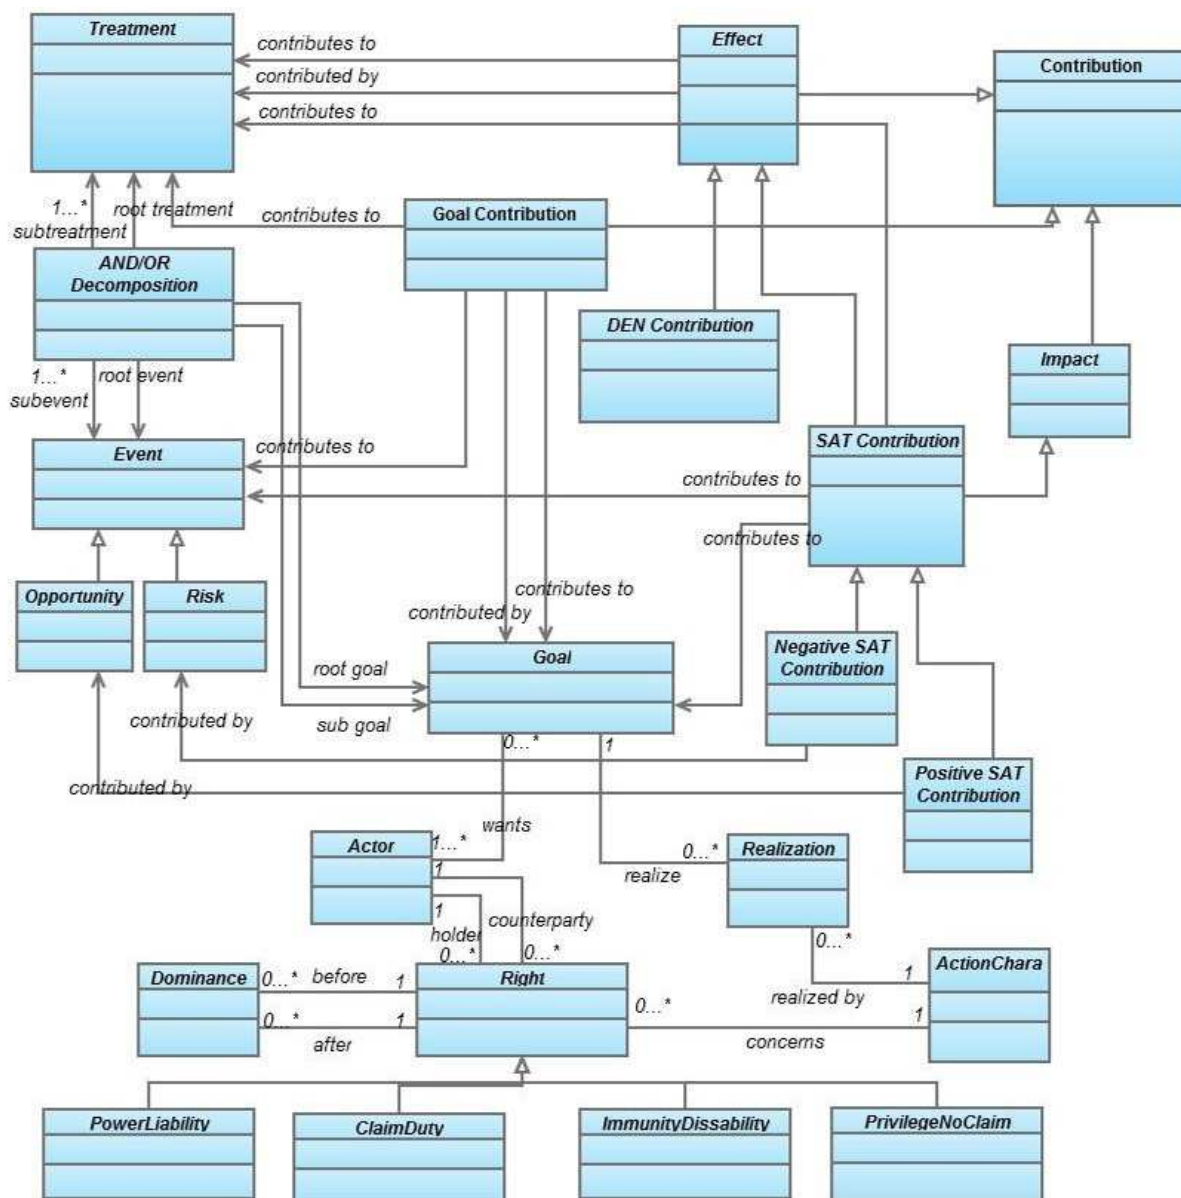 Treatment
Effect
Contribution
contributes to
contributed by
contributes to
1...*
root treatment
subtreatment
contributes to
Goal Contribution
AND/OR
Decomposition
DEN Contribution
Impact
1...*
root event
subevent
Event
contributes to
SAT Contribution
contributes to
contributes to
Opportunity
Risk
contributes to
contributed by
Goal
Negative SAT
Contribution
root goal
sub goal
contributed by
0...*
1
contributed by
Positive SAT
Contribution
wants
Actor
1...*
1
1
0...*
Realization
realize
counterparty
holder
0...*
0...*
0...*
Dominance
0...*
before
1
Right
ActionChara
1
realized by
0...*
0...*
1
1
after
concerns
PowerLiability
ClaimDuty
ImmunityDissability
PrivilegeNoClaim